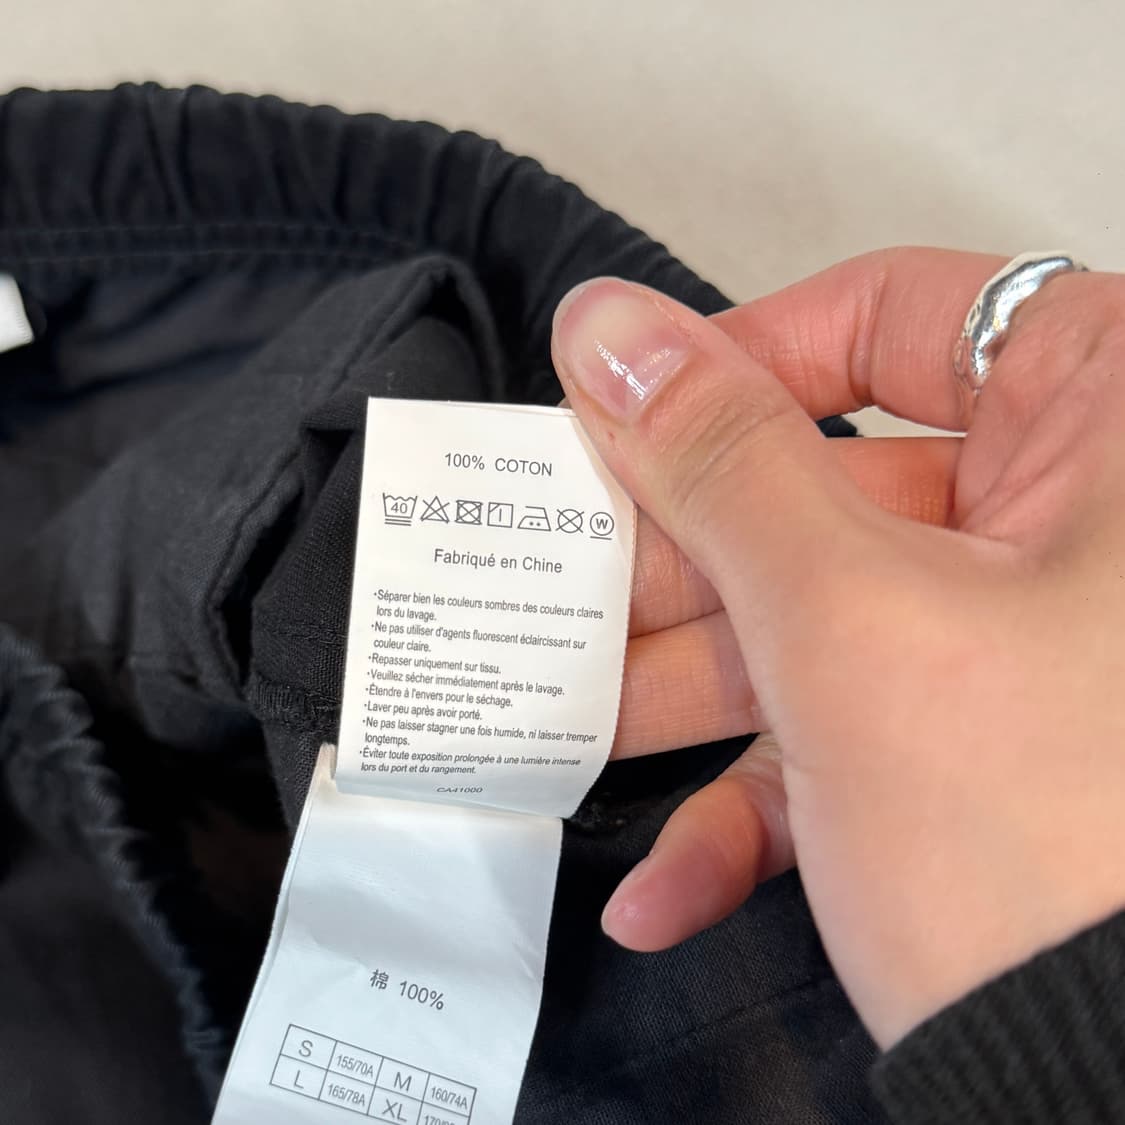 100% COTON
40 W
Fabriqué en Chine
•Séparer bien les couleurs sombres des couleurs claires
lors du lavage.
•Ne pas utiliser d'agents fluorescent éclaircissant sur
couleur claire.
•Repasser uniquement sur tissu.
•Veuillez sécher immédiatement après le lavage.
•Étendre à l'envers pour le séchage.
•Laver peu après avoir porté.
•Ne pas laisser stagner une fois humide, ni laisser tremper
longtemps.
•Éviter toute exposition prolongée à une lumière intense
lors du port et du rangement.
CA41000
棉 100%
S 155/70A M 160/74A
L 165/78A XL